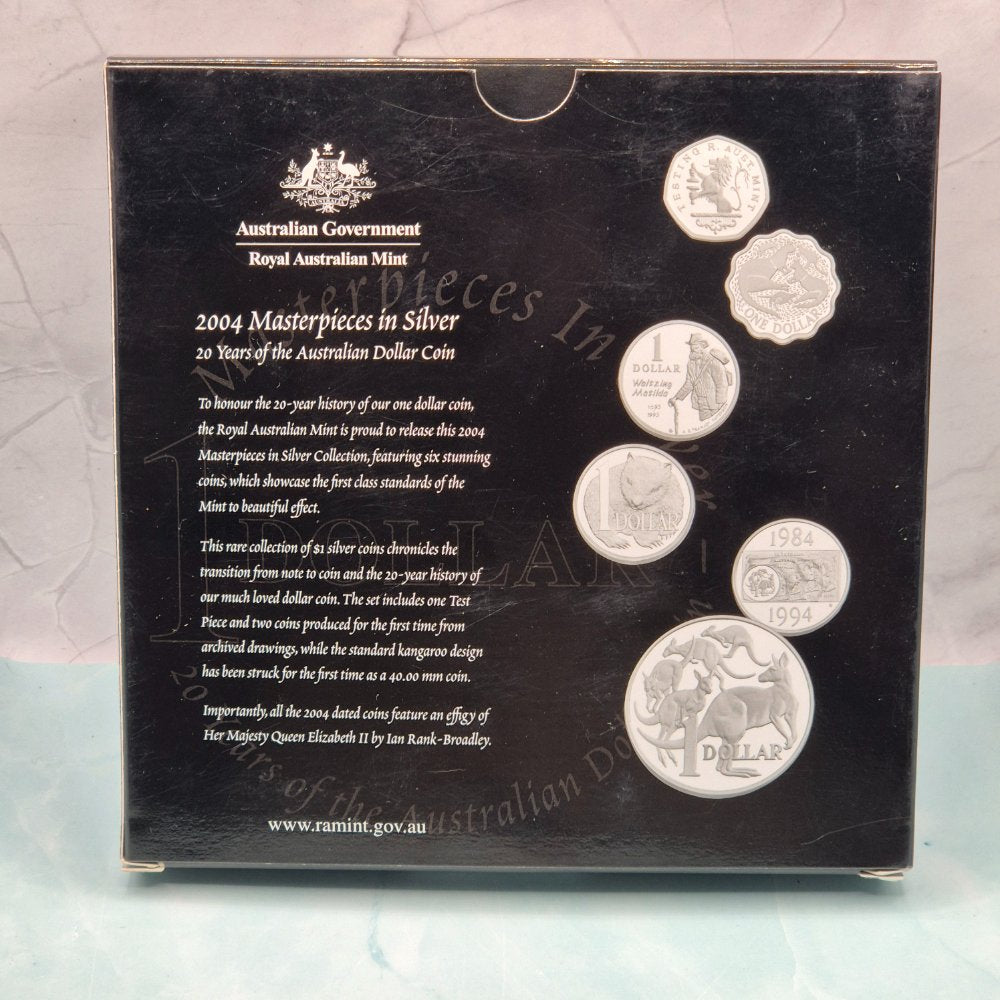 Australian Government
Royal Australian Mint
2004 Masterpieces in Silver
20 Years of the Australian Dollar Coin
To honour the 20-year history of our one dollar coin,
the Royal Australian Mint is proud to release this 2004
Masterpieces in Silver Collection, featuring six stunning
coins, which showcase the first class standards of the
Mint to beautiful effect.
This rare collection of $1 silver coins chronicles the
transition from note to coin and the 20-year history of
our much loved dollar coin. The set includes one Test
Piece and two coins produced for the first time from
archived drawings, while the standard kangaroo design
has been struck for the first time as a 40.00 mm coin.
Importantly, all the 2004 dated coins feature an effigy of
Her Majesty Queen Elizabeth II by Ian Rank-Broadley.
www.ramint.gov.au
TESTING R. AUST. MINT
ONE DOLLAR
1
DOLLAR
Waltzing
Matilda
1895
1995
1 DOLLAR
1984
1994
1 DOLLAR
Masterpieces In
1
DOLLAR
20 Years of the Australian Do